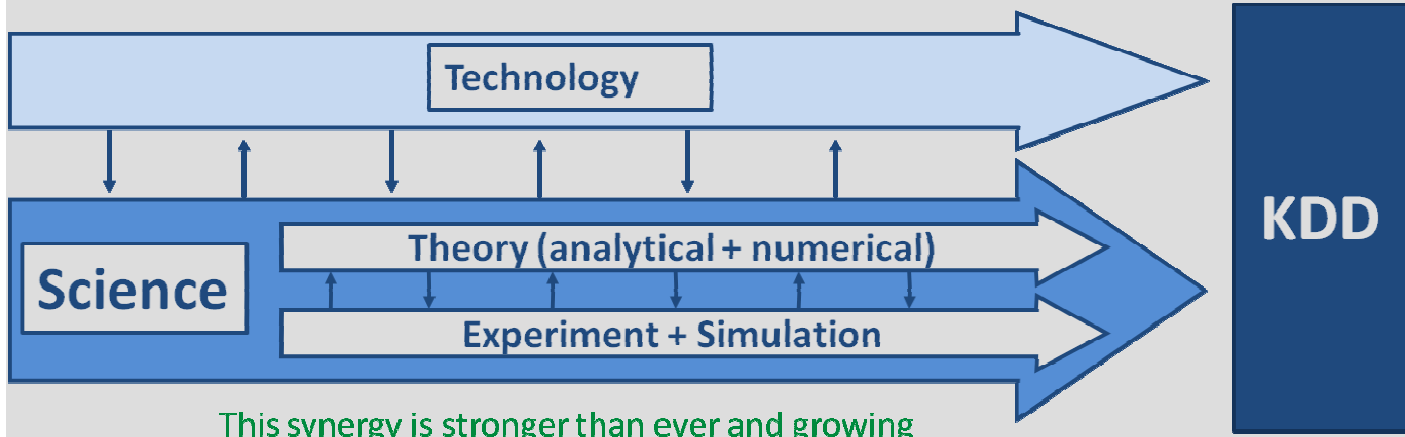 Technology
KDD
Theory (analytical + numerical)
Science
Experiment + Simulation
This synergy is stronger than ever and growing